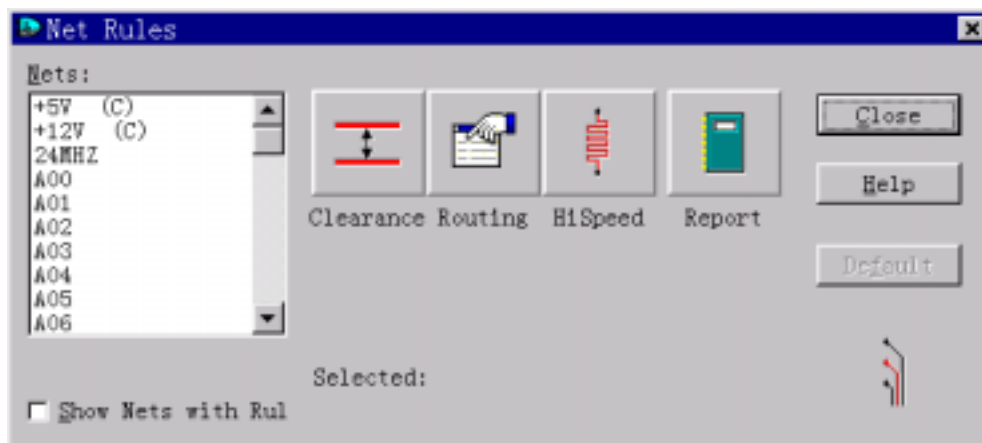 Net Rules
Nets:
+5V (C)
+12V (C)
24MHZ
A00
A01
A02
A03
A04
A05
A06
Clearance Routing HiSpeed Report
Close
Help
Default
Selected:
Show Nets with Rul